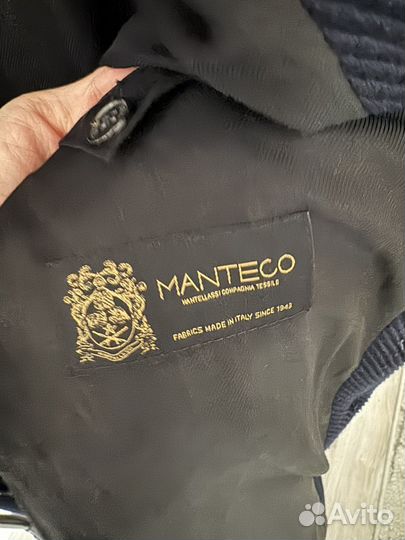 MANTECO
MANTELLASSI COMPAGNIA TESSILE
FABRICS MADE IN ITALY SINCE 1943
Avito